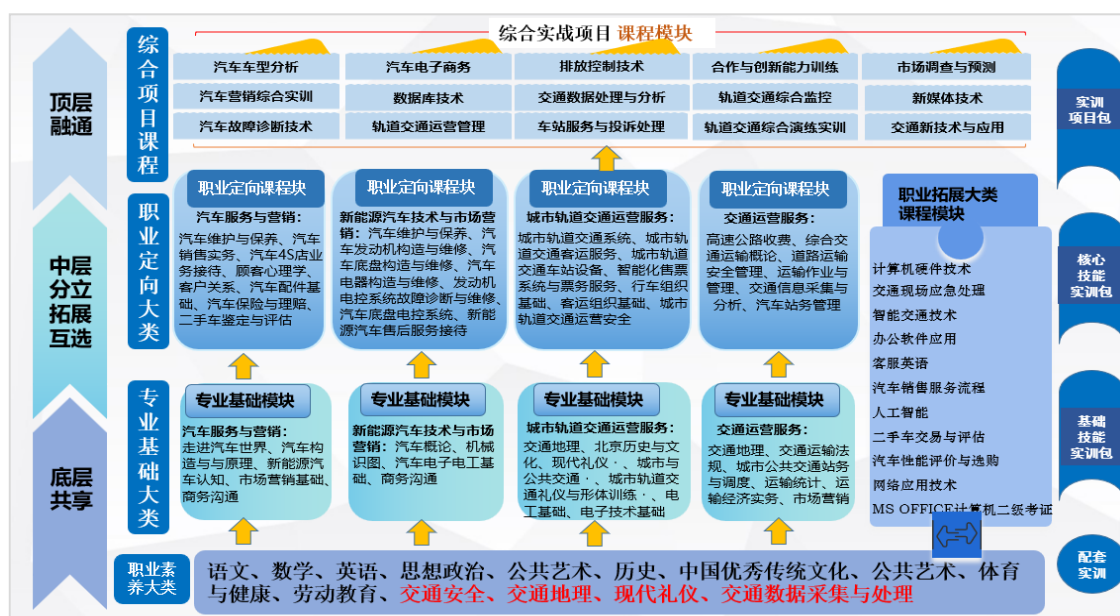 综合实战项目 课程模块
顶层
融通
中层
分立
拓展
互选
底层
共享
综合项目课程
职业定向大类
专业基础大类
职业素
养大类
汽车车型分析
汽车电子商务
排放控制技术
合作与创新能力训练
市场调查与预测
汽车营销综合实训
数据库技术
交通数据处理与分析
轨道交通综合监控
新媒体技术
汽车故障诊断技术
轨道交通运营管理
车站服务与投诉处理
轨道交通综合演练实训
交通新技术与应用
职业定向课程块
汽车服务与营销：
汽车维护与保养、汽车
销售实务、汽车4S店业
务接待、顾客心理学、
客户关系、汽车配件基
础、汽车保险与理赔、
二手车鉴定与评估
职业定向课程块
新能源汽车技术与市场营
销：汽车维护与保养、汽
车发动机构造与维修、汽
车底盘构造与维修、汽车
电器构造与维修、发动机
电控系统故障诊断与维修、
汽车底盘电控系统、新能
源汽车售后服务接待
职业定向课程块
城市轨道交通运营服务：
城市轨道交通系统、城市轨
道交通客运服务、城市轨道
交通车站设备、智能化售票
系统与票务服务、行车组织
基础、客运组织基础、城市
轨道交通运营安全
职业定向课程块
交通运营服务：
高速公路收费、综合交
通运输概论、道路运输
安全管理、运输作业与
管理、交通信息采集与
分析、汽车站务管理
职业拓展大类
课程模块
计算机硬件技术
交通现场应急处理
智能交通技术
办公软件应用
客服英语
汽车销售服务流程
人工智能
二手车交易与评估
汽车性能评价与选购
网络应用技术
MS OFFICE计算机二级考证
专业基础模块
汽车服务与营销：
走进汽车世界、汽车构
造与与原理、新能源汽
车认知、市场营销基础、
商务沟通
专业基础模块
新能源汽车技术与市场
营销：汽车概论、机械
识图、汽车电子电工基
础、商务沟通
专业基础模块
城市轨道交通运营服务：
交通地理、北京历史与文
化、现代礼仪·、城市与
公共交通·、城市轨道交
通礼仪与形体训练·、电
工基础、电子技术基础
专业基础模块
交通运营服务：
交通地理、交通运输法
规、城市公共交通站务
与调度、运输统计、运
输经济实务、市场营销
语文、数学、英语、思想政治、公共艺术、历史、中国优秀传统文化、公共艺术、体育
与健康、劳动教育、交通安全、交通地理、现代礼仪、交通数据采集与处理
实训
项目包
核心
技能
实训包
基础
技能
实训包
配套
实训